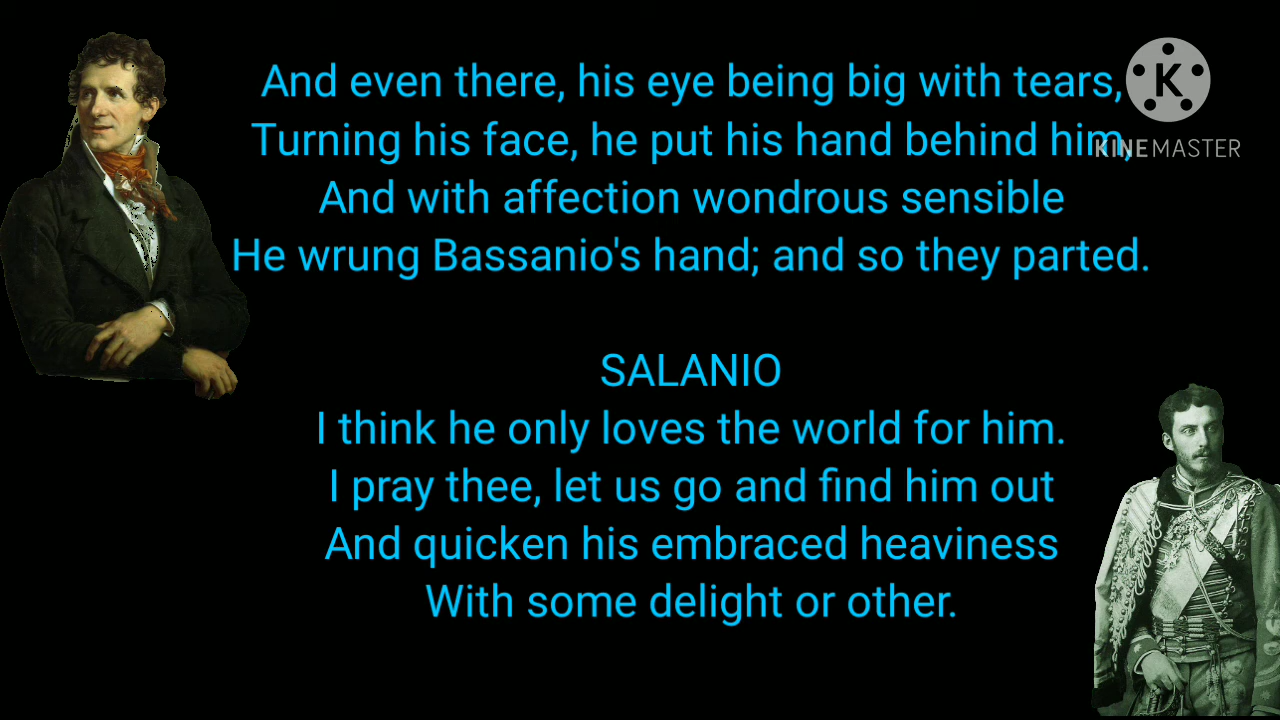 And even there, his eye being big with tears,
Turning his face, he put his hand behind him,
And with affection wondrous sensible
He wrung Bassanio's hand; and so they parted.
SALANIO
I think he only loves the world for him.
I pray thee, let us go and find him out
And quicken his embraced heaviness
With some delight or other.
K
KINEMASTER